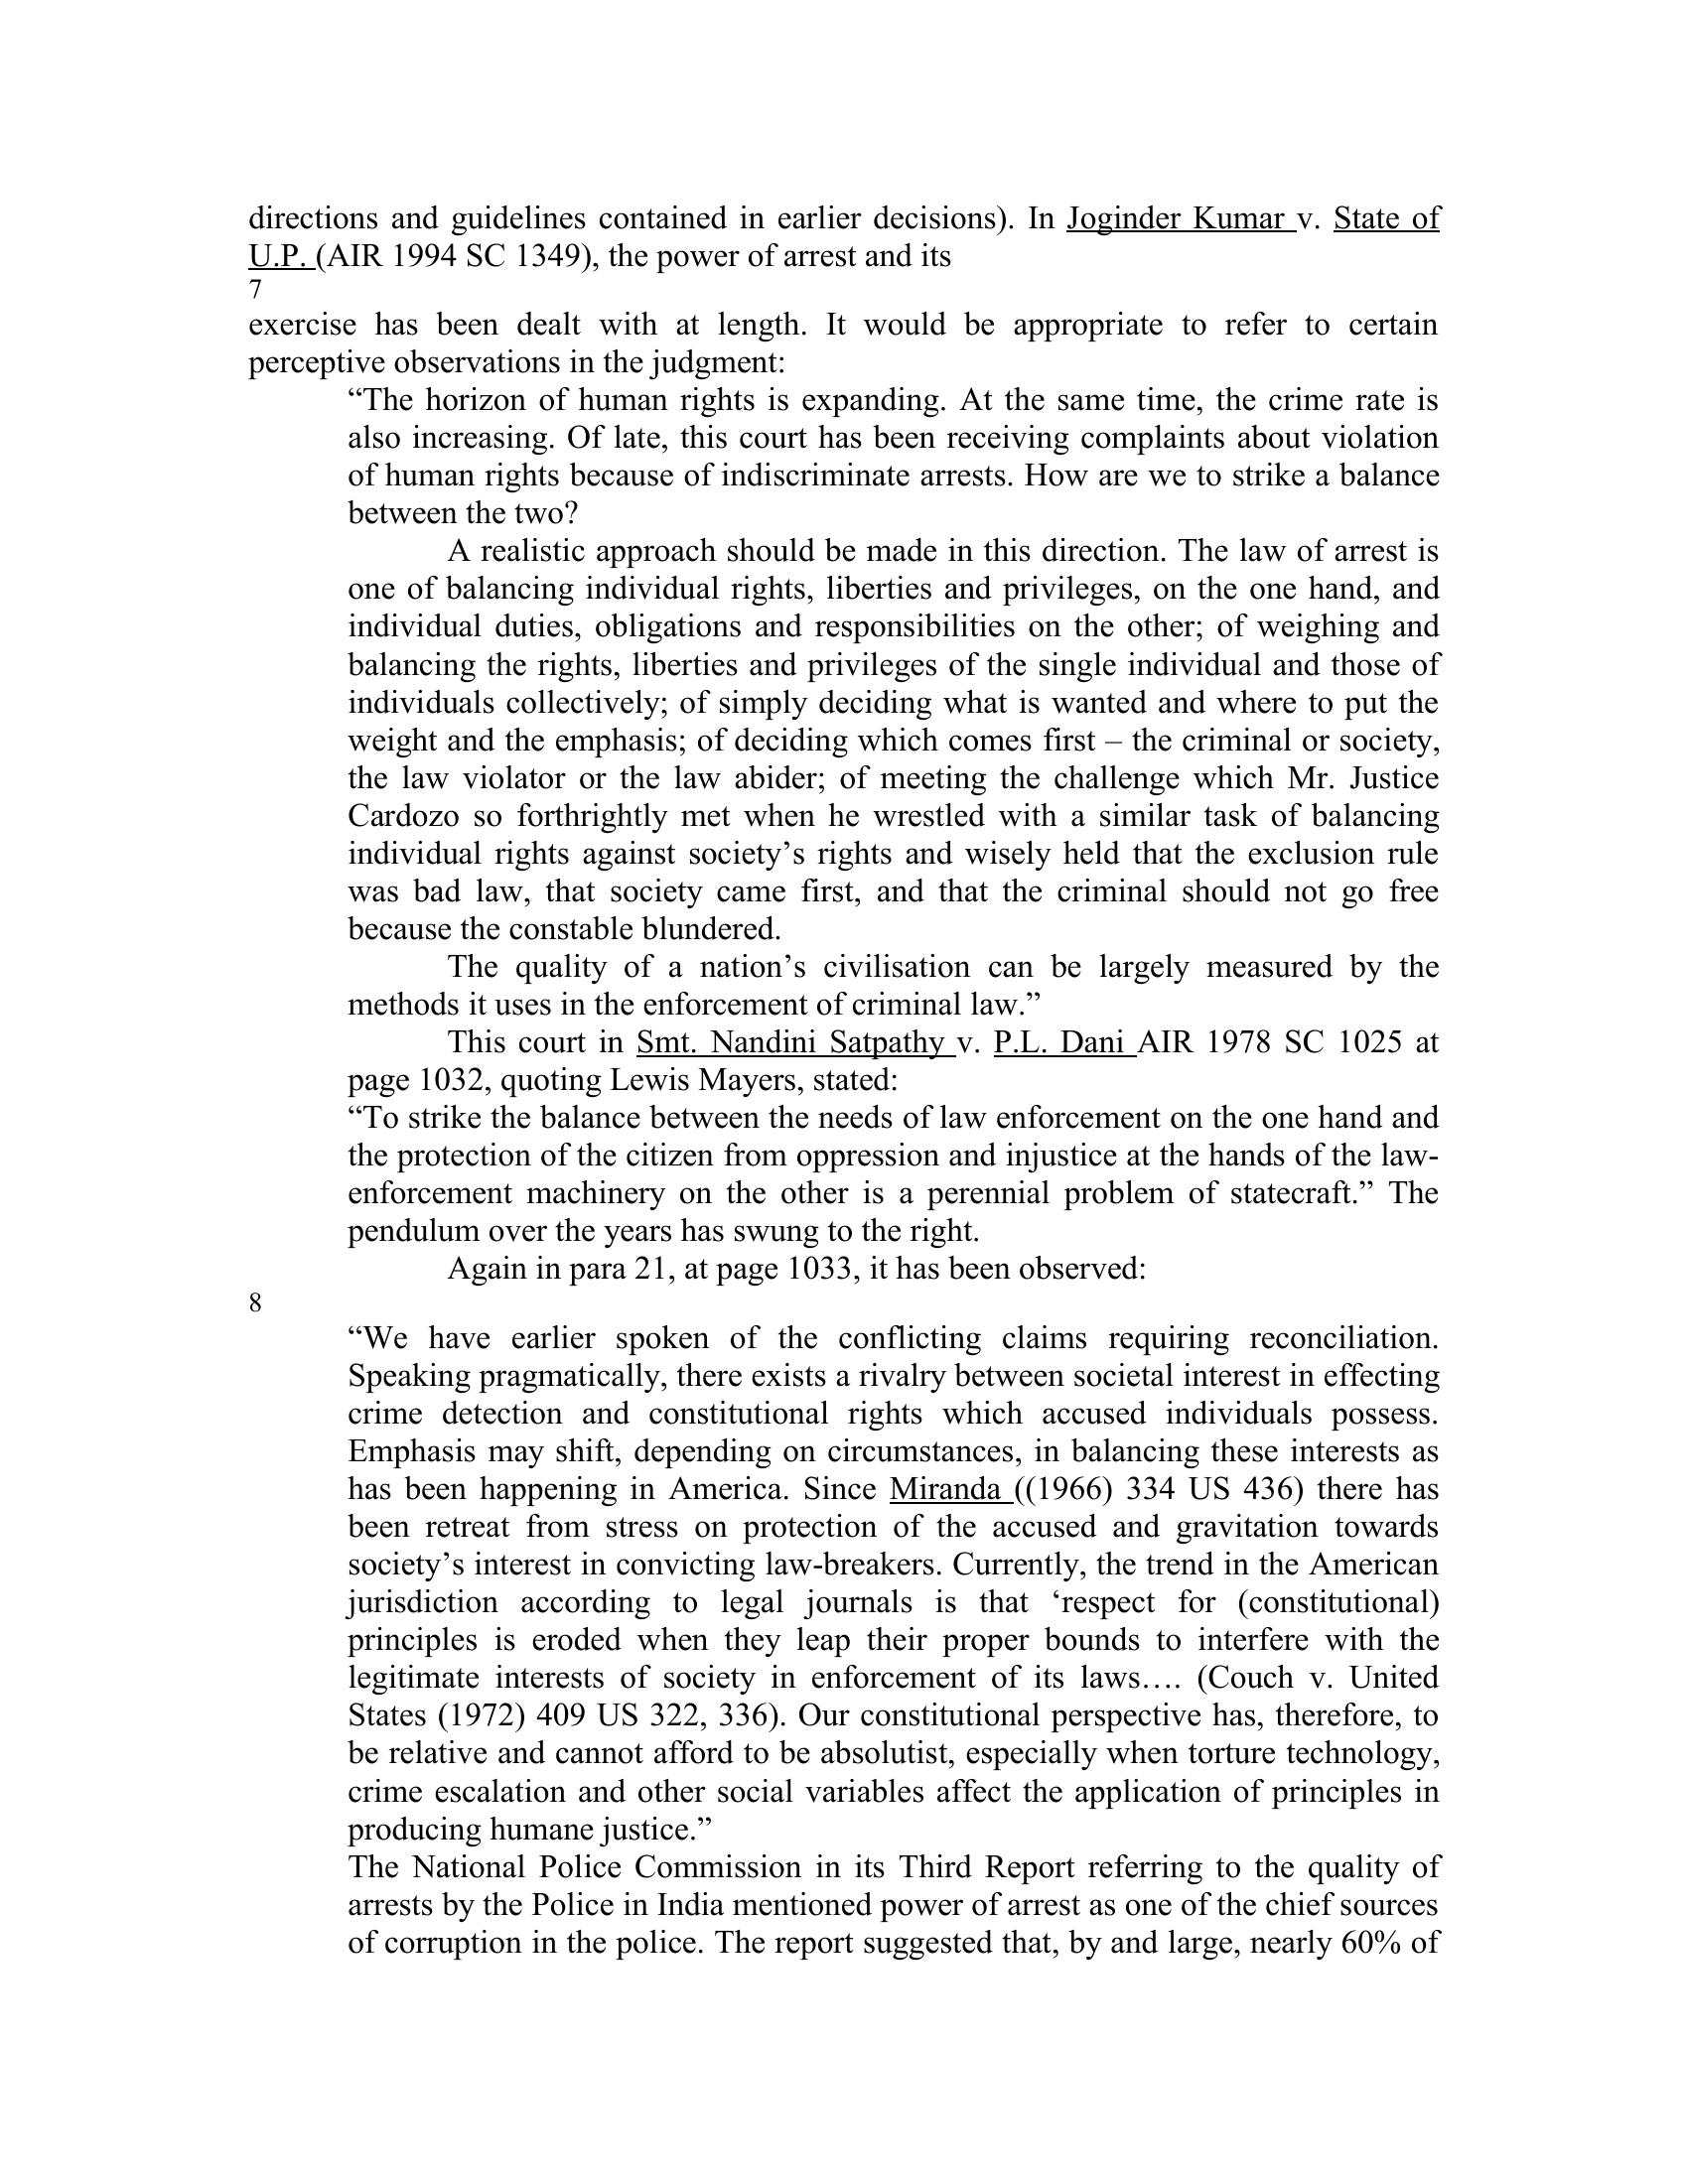 directions and guidelines contained in earlier decisions). In Joginder Kumar v. State of
U.P. (AIR 1994 SC 1349), the power of arrest and its
7
exercise has been dealt with at length. It would be appropriate to refer to certain
perceptive observations in the judgment:
“The horizon of human rights is expanding. At the same time, the crime rate is
also increasing. Of late, this court has been receiving complaints about violation
of human rights because of indiscriminate arrests. How are we to strike a balance
between the two?
A realistic approach should be made in this direction. The law of arrest is
one of balancing individual rights, liberties and privileges, on the one hand, and
individual duties, obligations and responsibilities on the other; of weighing and
balancing the rights, liberties and privileges of the single individual and those of
individuals collectively; of simply deciding what is wanted and where to put the
weight and the emphasis; of deciding which comes first – the criminal or society,
the law violator or the law abider; of meeting the challenge which Mr. Justice
Cardozo so forthrightly met when he wrestled with a similar task of balancing
individual rights against society’s rights and wisely held that the exclusion rule
was bad law, that society came first, and that the criminal should not go free
because the constable blundered.
The quality of a nation’s civilisation can be largely measured by the
methods it uses in the enforcement of criminal law.”
This court in Smt. Nandini Satpathy v. P.L. Dani AIR 1978 SC 1025 at
page 1032, quoting Lewis Mayers, stated:
“To strike the balance between the needs of law enforcement on the one hand and
the protection of the citizen from oppression and injustice at the hands of the law-
enforcement machinery on the other is a perennial problem of statecraft.” The
pendulum over the years has swung to the right.
Again in para 21, at page 1033, it has been observed:
8
“We have earlier spoken of the conflicting claims requiring reconciliation.
Speaking pragmatically, there exists a rivalry between societal interest in effecting
crime detection and constitutional rights which accused individuals possess.
Emphasis may shift, depending on circumstances, in balancing these interests as
has been happening in America. Since Miranda ((1966) 334 US 436) there has
been retreat from stress on protection of the accused and gravitation towards
society’s interest in convicting law-breakers. Currently, the trend in the American
jurisdiction according to legal journals is that ‘respect for (constitutional)
principles is eroded when they leap their proper bounds to interfere with the
legitimate interests of society in enforcement of its laws…. (Couch v. United
States (1972) 409 US 322, 336). Our constitutional perspective has, therefore, to
be relative and cannot afford to be absolutist, especially when torture technology,
crime escalation and other social variables affect the application of principles in
producing humane justice.”
The National Police Commission in its Third Report referring to the quality of
arrests by the Police in India mentioned power of arrest as one of the chief sources
of corruption in the police. The report suggested that, by and large, nearly 60% of